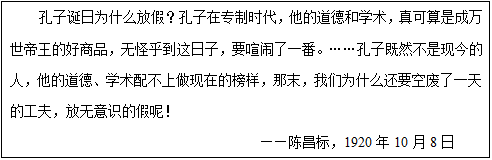 孔子诞日为什么放假？孔子在专制时代，他的道德和学术，真可算是成万
世帝王的好商品，无怪乎到这日子，要喧闹了一番。……孔子既然不是现今的
人，他的道德、学术配不上做现在的榜样，那末，我们为什么还要空废了一天
的工夫，放无意识的假呢！
——陈昌标，1920 年 10 月 8 日